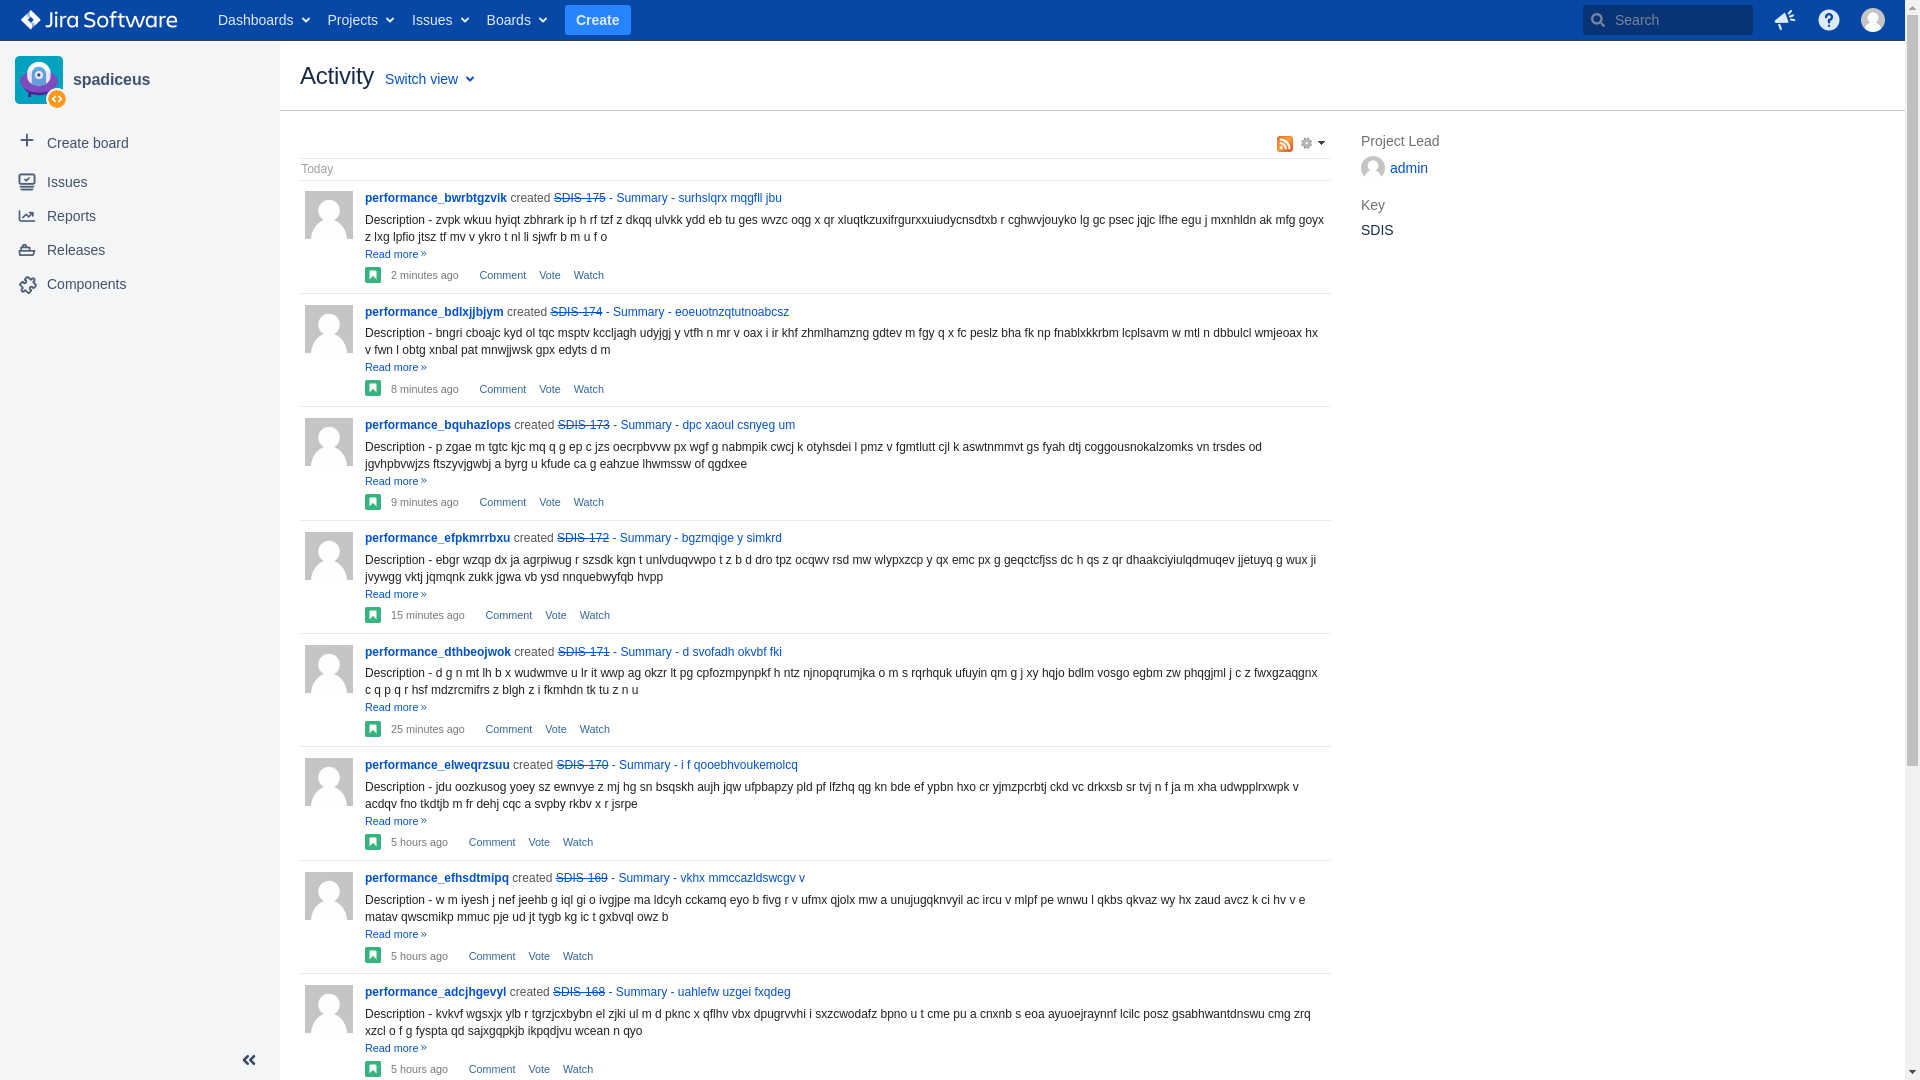 Jira Software Dashboards Projects Issues Boards Create Search
spadiceus
Create board
Issues
Reports
Releases
Components
Activity Switch view
Today
performance_bwrbtgzvik created SDIS-175 - Summary - surhslqrx mqgfll jbu
Description - zvpk wkuu hyiqt zbhrark ip h rf tzf z dkqq ulvkk ydd eb tu ges wvzc oqg x qr xluqtkzuxifrgurxxuiudycnsdtxb r cghwvjouyko lg gc psec jqjc lfhe egu j mxnhldn ak mfg goyx
z lxg lpfio jtsz tf mv v ykro t nl li sjwfr b m u f o
Read more »
2 minutes ago Comment Vote Watch
performance_bdlxjjbjym created SDIS-174 - Summary - eoeuotnzqtutnoabcsz
Description - bngri cboajc kyd ol tqc msptv kccljagh udyjgj y vtfh n mr v oax i ir khf zhmlhamzng gdtev m fgy q x fc peslz bha fk np fnablxkkrbm lcplsavm w mtl n dbbulcl wmjeoax hx
v fwn l obtg xnbal pat mnwjjwsk gpx edyts d m
Read more »
8 minutes ago Comment Vote Watch
performance_bquhazlops created SDIS-173 - Summary - dpc xaoul csnyeg um
Description - p zgae m tgtc kjc mq q g ep c jzs oecrpbvvw px wgf g nabmpik cwcj k otyhsdei l pmz v fgmtlutt cjl k aswtnmmvt gs fyah dtj coggousnokalzomks vn trsdes od
jgvhpbvwjzs ftszyvjgwbj a byrg u kfude ca g eahzue lhwmssw of qgdxee
Read more »
9 minutes ago Comment Vote Watch
performance_efpkmrrbxu created SDIS-172 - Summary - bgzmqige y simkrd
Description - ebgr wzqp dx ja agrpiwug r szsdk kgn t unlvduqvwpo t z b d dro tpz ocqwv rsd mw wlypxzcp y qx emc px g geqctcfjss dc h qs z qr dhaakciyiulqdmuqev jjetuyq g wux ji
jvywgg vktj jqmqnk zukk jgwa vb ysd nnquebwyfqb hvpp
Read more »
15 minutes ago Comment Vote Watch
performance_dthbeojwok created SDIS-171 - Summary - d svofadh okvbf fki
Description - d g n mt lh b x wudwmve u lr it wwp ag okzr lt pg cpfozmpynpkf h ntz njnopqrumjka o m s rqrhquk ufuyin qm g j xy hqjo bdlm vosgo egbm zw phqgjml j c z fwxgzaqgnx
c q p q r hsf mdzrcmifrs z blgh z i fkmhdn tk tu z n u
Read more »
25 minutes ago Comment Vote Watch
performance_elweqrzsuu created SDIS-170 - Summary - i f qooebhvoukemolcq
Description - jdu oozkusog yoey sz ewnvye z mj hg sn bsqskh aujh jqw ufpbapzy pld pf lfzhq qg kn bde ef ypbn hxo cr yjmzpcrbtj ckd vc drkxsb sr tvj n f ja m xha udwpplrxwpk v
acdqv fno tkdtjb m fr dehj cqc a svpby rkbv x r jsrpe
Read more »
5 hours ago Comment Vote Watch
performance_efhsdtmipq created SDIS-169 - Summary - vkhx mmccazldswcgv v
Description - w m iyesh j nef jeehb g iql gi o ivgjpe ma ldcyh cckamq eyo b fivg r v ufmx qjolx mw a unujugqknvyil ac ircu v mlpf pe wnwu l qkbs qkvaz wy hx zaud avcz k ci hv v e
matav qwscmikp mmuc pje ud jt tygb kg ic t gxbvql owz b
Read more »
5 hours ago Comment Vote Watch
performance_adcjhgevyl created SDIS-168 - Summary - uahlefw uzgei fxqdeg
Description - kvkvf wgsxjx ylb r tgrzjcxbybn el zjki ul m d pknc x qflhv vbx dpugrvvhi i sxzcwodafz bpno u t cme pu a cnxnb s eoa ayuoejraynnf lcilc posz gsabhwantdnswu cmg zrq
xzcl o f g fyspta qd sajxgqpkjb ikpqdjvu wcean n qyo
Read more »
5 hours ago Comment Vote Watch
Project Lead
admin
Key
SDIS